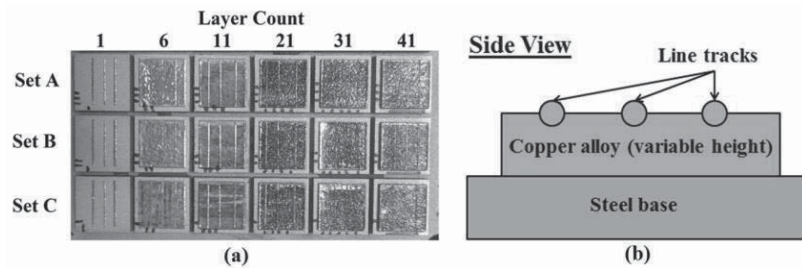 Layer Count
1 6 11 21 31 41
Set A
Set B
Set C
(a)
Side View
Line tracks
Copper alloy (variable height)
Steel base
(b)